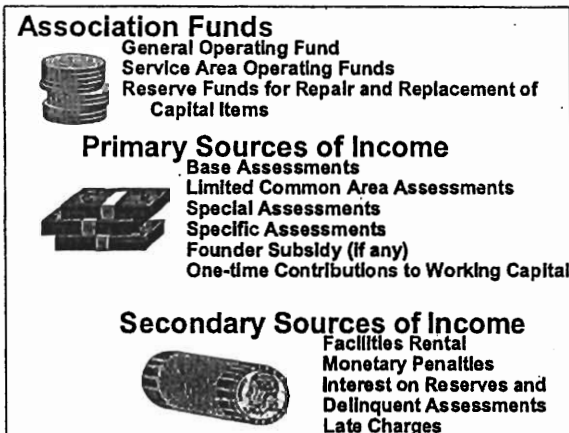 Association Funds
General Operating Fund
Service Area Operating Funds
Reserve Funds for Repair and Replacement of
Capital Items
Primary Sources of Income
Base Assessments
Limited Common Area Assessments
Special Assessments
Specific Assessments
Founder Subsidy (if any)
One-time Contributions to Working Capital
Secondary Sources of Income
Facilities Rental
Monetary Penalties
Interest on Reserves and
Delinquent Assessments
Late Charges